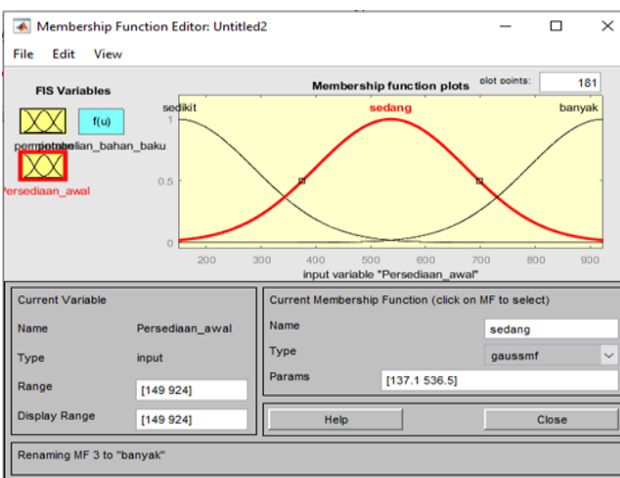 Membership Function Editor: Untitled2
File Edit View
FIS Variables
Membership function plots plot points: 181
f(u)
pembelian_bahan_baku
Persediaan_awal
sedikit sedang banyak
1
0.5
0
200 300 400 500 600 700 800 900
input variable "Persediaan_awal"
Current Variable
Name Persediaan_awal
Type input
Range [149 924]
Display Range [149 924]
Current Membership Function (click on MF to select)
Name sedang
Type gaussmf
Params [137.1 536.5]
Help Close
Renaming MF 3 to "banyak"